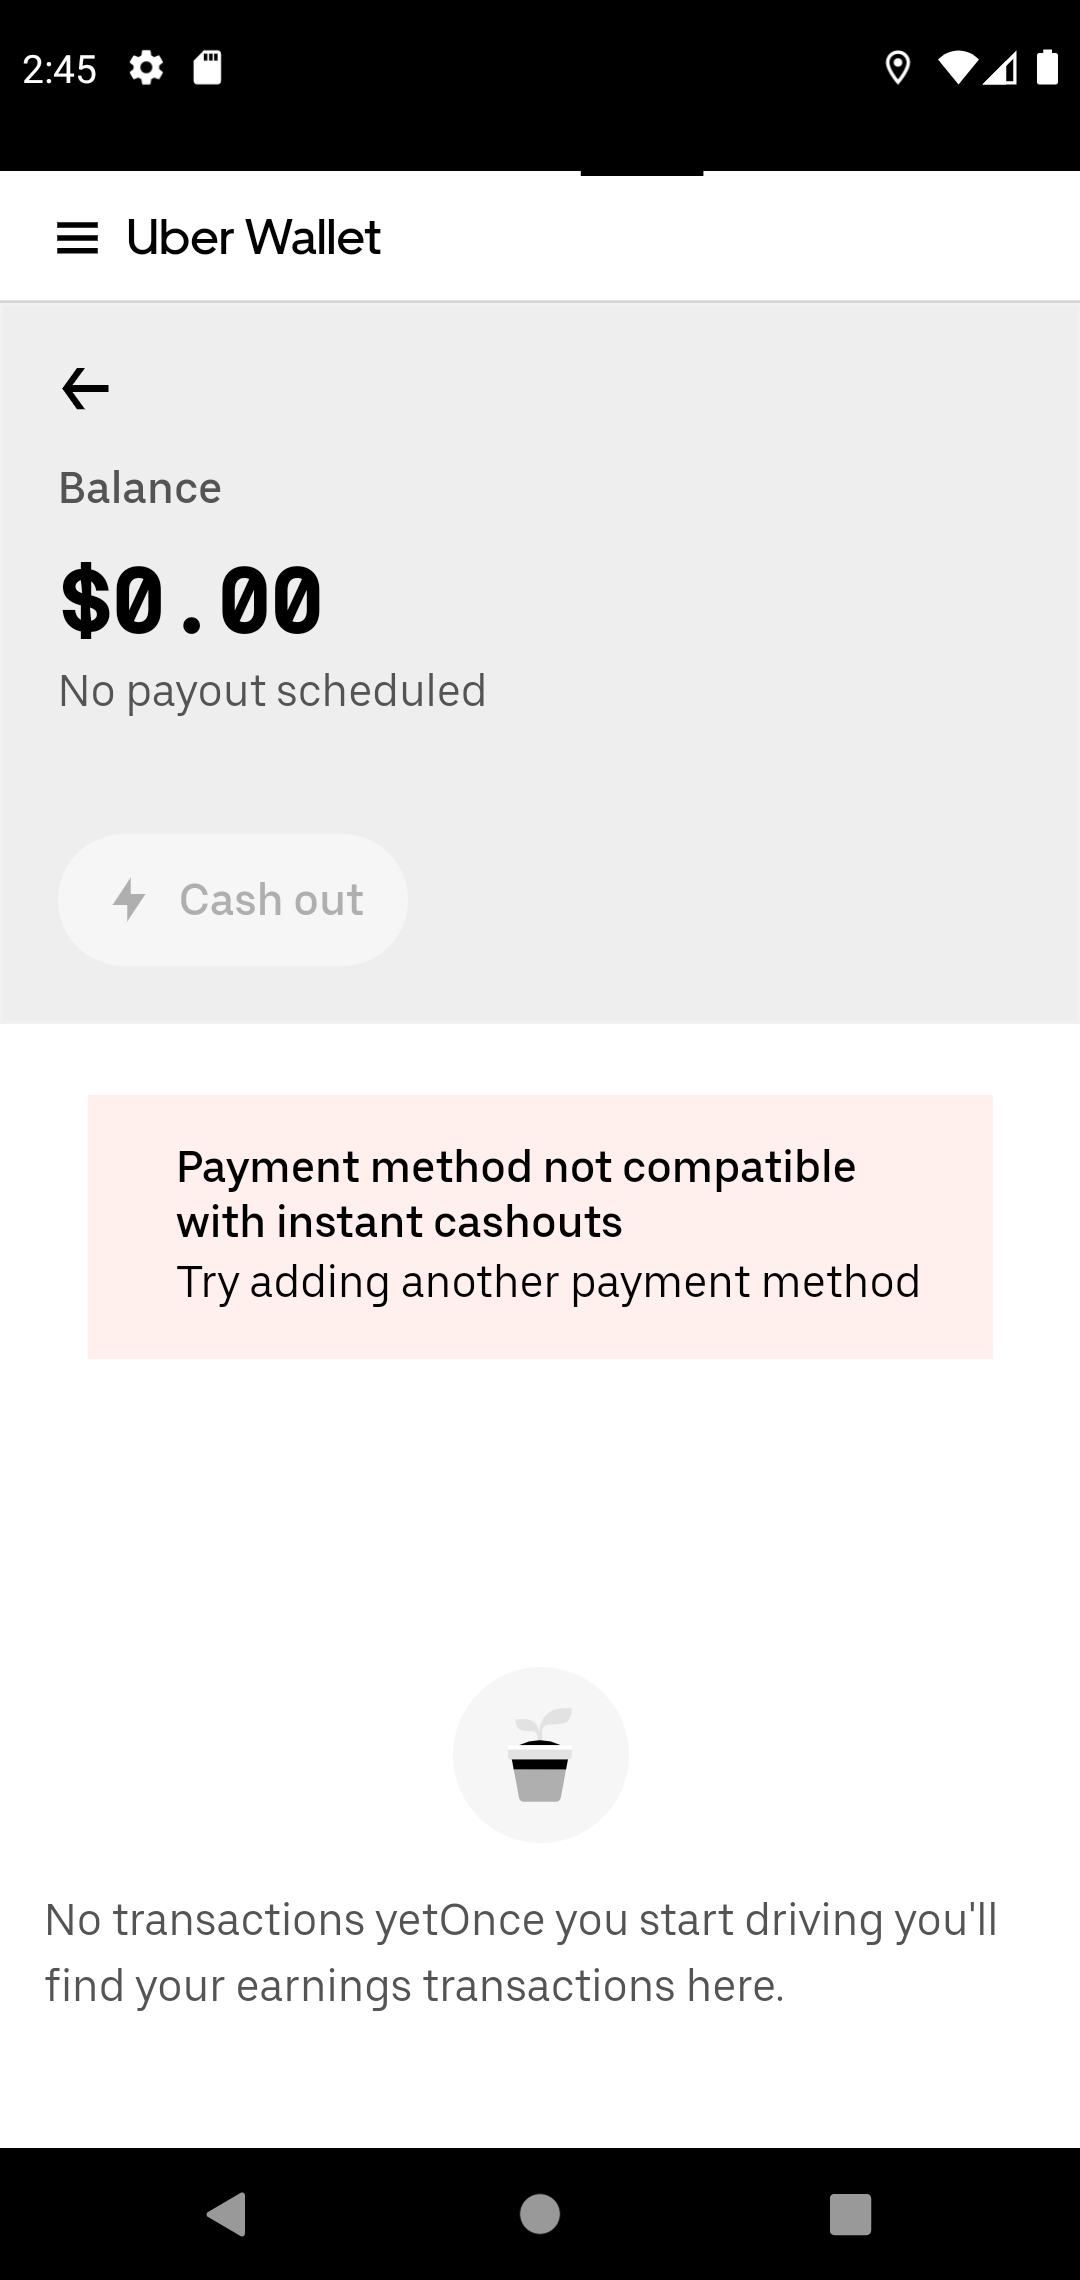 2:45
Uber Wallet
Balance
$0.00
No payout scheduled
Cash out
Payment method not compatible
with instant cashouts
Try adding another payment method
No transactions yetOnce you start driving you'll
find your earnings transactions here.